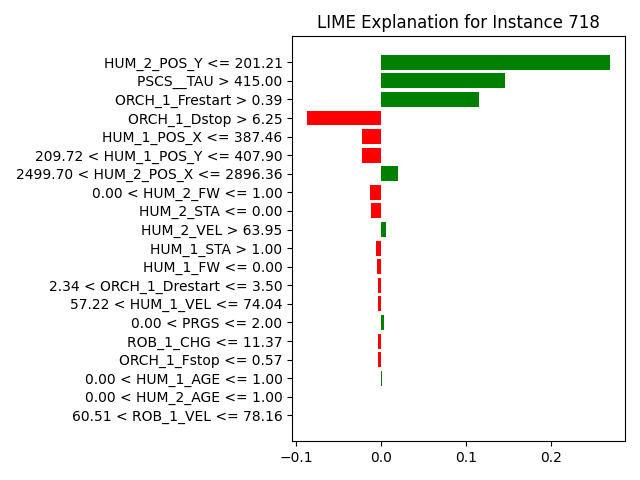 LIME Explanation for Instance 718
HUM_2_POS_Y <= 201.21
PSCS__TAU > 415.00
ORCH_1_Frestart > 0.39
ORCH_1_Dstop > 6.25
HUM_1_POS_X <= 387.46
209.72 < HUM_1_POS_Y <= 407.90
2499.70 < HUM_2_POS_X <= 2896.36
0.00 < HUM_2_FW <= 1.00
HUM_2_STA <= 0.00
HUM_2_VEL > 63.95
HUM_1_STA > 1.00
HUM_1_FW <= 0.00
2.34 < ORCH_1_Drestart <= 3.50
57.22 < HUM_1_VEL <= 74.04
0.00 < PRGS <= 2.00
ROB_1_CHG <= 11.37
ORCH_1_Fstop <= 0.57
0.00 < HUM_1_AGE <= 1.00
0.00 < HUM_2_AGE <= 1.00
60.51 < ROB_1_VEL <= 78.16
−0.1 0.0 0.1 0.2